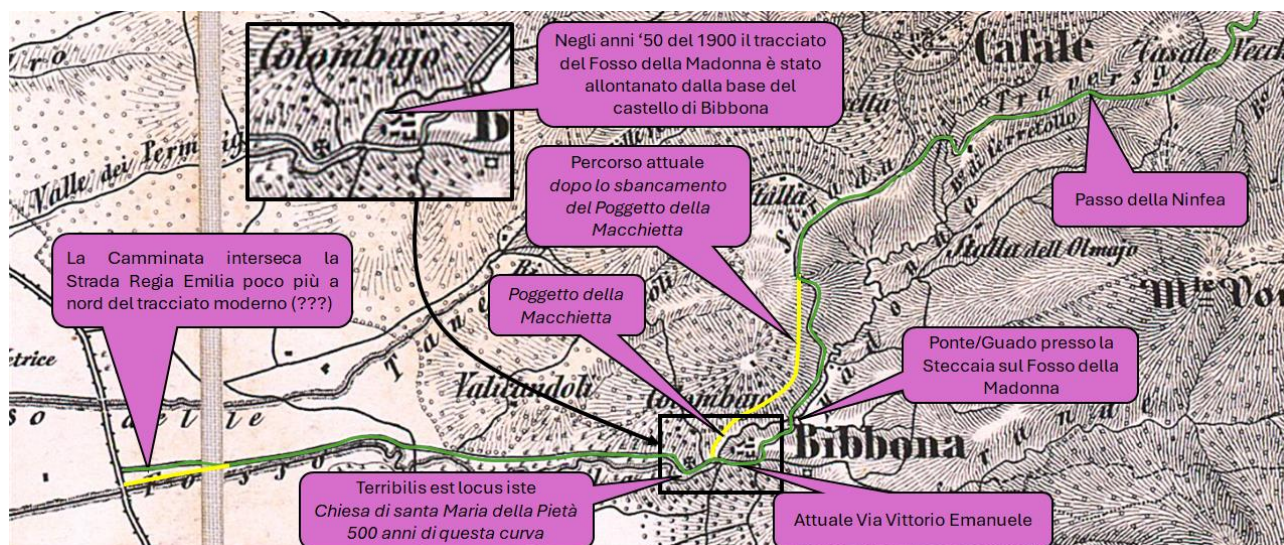 Colombajo
B
Negli anni ‘50 del 1900 il tracciato
del Fosso della Madonna è stato
allontanato dalla base del
castello di Bibbona
Casale
Casale Vecc
Traversa
Strada
Passo della Ninfea
Percorso attuale
dopo lo sbancamento
del Poggetto della
Macchietta
Valle dei
Stalla dell'Olmajo
La Camminata interseca la
Strada Regia Emilia poco più a
nord del tracciato moderno (???)
Poggetto della
Macchietta
Ponte/Guado presso la
Steccaia sul Fosso della
Madonna
Valicandoli
Bibbona
Fosso
delle
Terribilis est locus iste
Chiesa di santa Maria della Pietà
500 anni di questa curva
Attuale Via Vittorio Emanuele